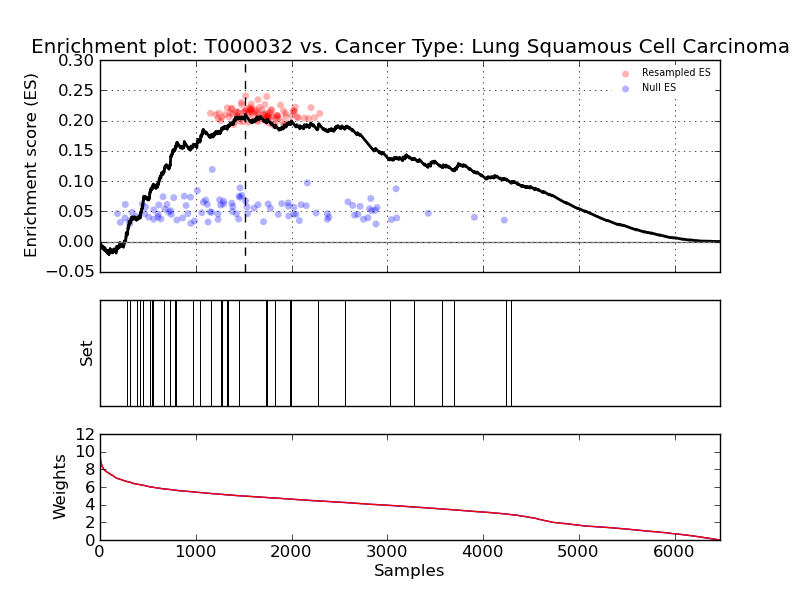 Enrichment plot: T000032 vs. Cancer Type: Lung Squamous Cell Carcinoma
0.30
0.25
0.20
0.15
0.10
0.05
0.00
−0.05
Enrichment score (ES)
Resampled ES
Null ES
Set
12
10
8
6
4
2
0
Weights
0 1000 2000 3000 4000 5000 6000
Samples